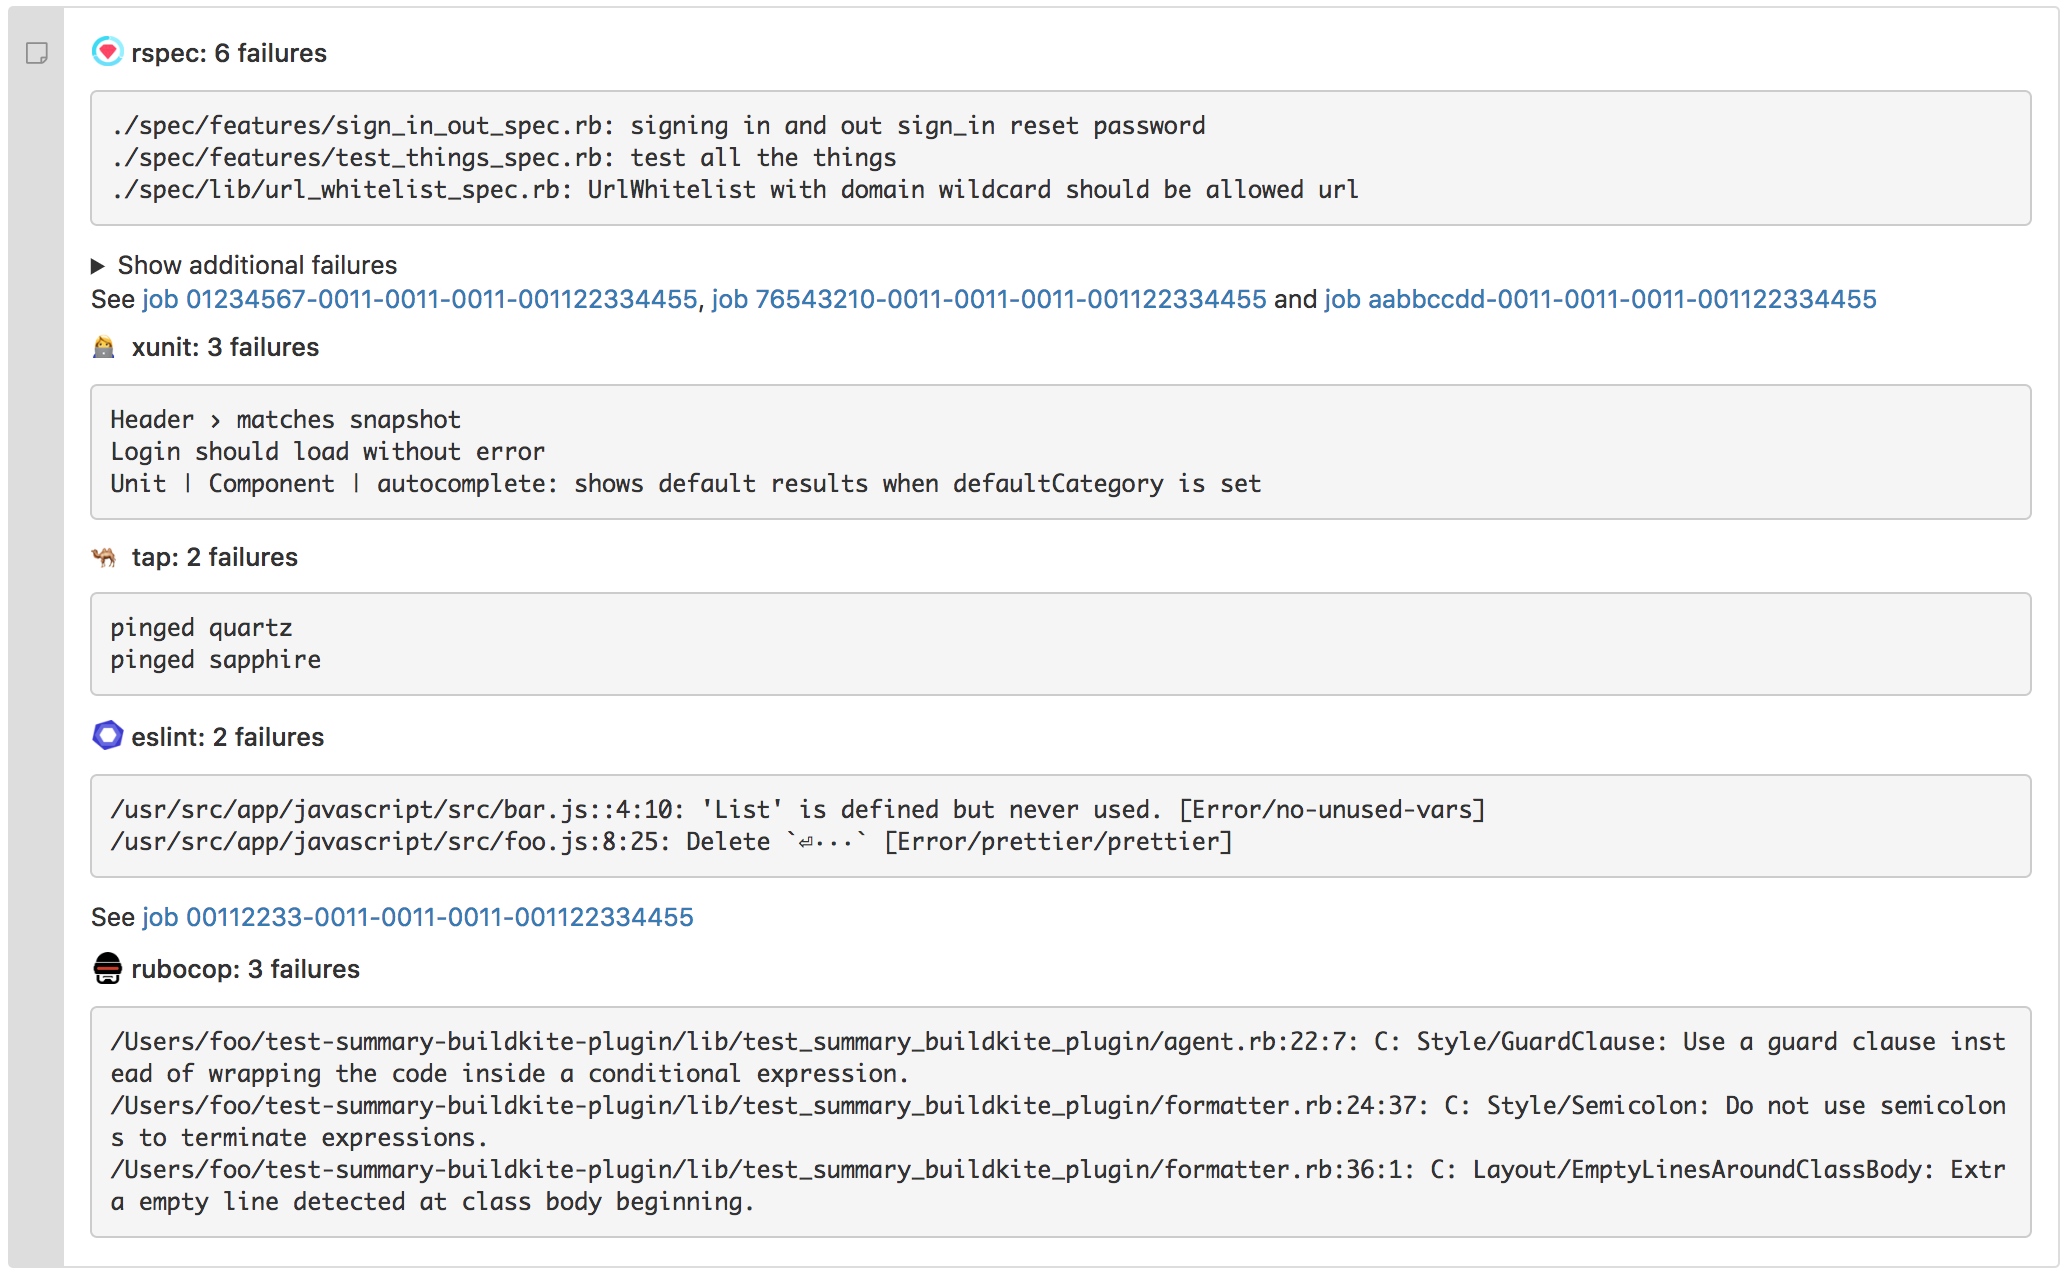 rspec: 6 failures
./spec/features/sign_in_out_spec.rb: signing in and out sign_in reset password
./spec/features/test_things_spec.rb: test all the things
./spec/lib/url_whitelist_spec.rb: UrlWhitelist with domain wildcard should be allowed url
▶ Show additional failures
See job 01234567-0011-0011-0011-001122334455, job 76543210-0011-0011-0011-001122334455 and job aabbccdd-0011-0011-0011-001122334455
xunit: 3 failures
Header › matches snapshot
Login should load without error
Unit | Component | autocomplete: shows default results when defaultCategory is set
tap: 2 failures
pinged quartz
pinged sapphire
eslint: 2 failures
/usr/src/app/javascript/src/bar.js::4:10: 'List' is defined but never used. [Error/no-unused-vars]
/usr/src/app/javascript/src/foo.js:8:25: Delete `⏎···` [Error/prettier/prettier]
See job 00112233-0011-0011-0011-001122334455
rubocop: 3 failures
/Users/foo/test-summary-buildkite-plugin/lib/test_summary_buildkite_plugin/agent.rb:22:7: C: Style/GuardClause: Use a guard clause inst
ead of wrapping the code inside a conditional expression.
/Users/foo/test-summary-buildkite-plugin/lib/test_summary_buildkite_plugin/formatter.rb:24:37: C: Style/Semicolon: Do not use semicolon
s to terminate expressions.
/Users/foo/test-summary-buildkite-plugin/lib/test_summary_buildkite_plugin/formatter.rb:36:1: C: Layout/EmptyLinesAroundClassBody: Extr
a empty line detected at class body beginning.